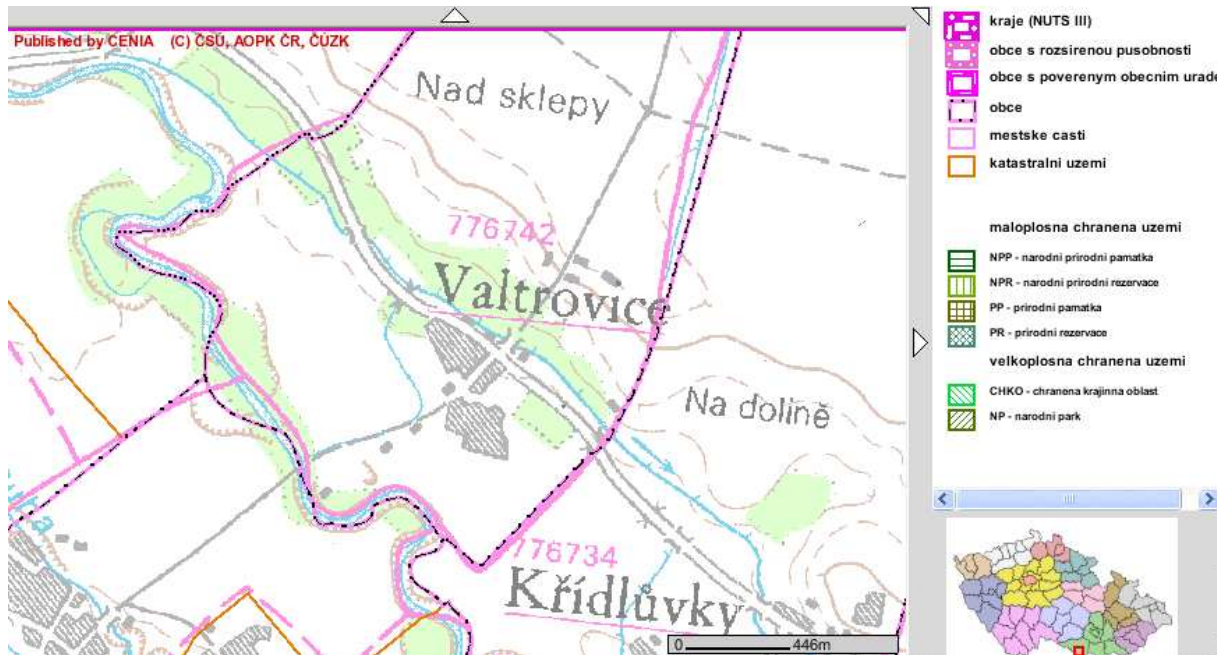 Published by CENIA (C) ČSÚ, AOPK ČR, ČÚZK
Nad sklepy
776742
Valtrovice
Na dolině
776734
Křídlůvky
0 446m
kraje (NUTS III)
obce s rozsirenou pusobnosti
obce s poverenym obecnim urade
obce
mestske casti
katastralni uzemi
maloplosna chranena uzemi
NPP - narodni prirodni pamatka
NPR - narodni prirodni rezervace
PP - prirodni pamatka
PR - prirodni rezervace
velkoplosna chranena uzemi
CHKO - chranena krajinna oblast
NP - narodni park